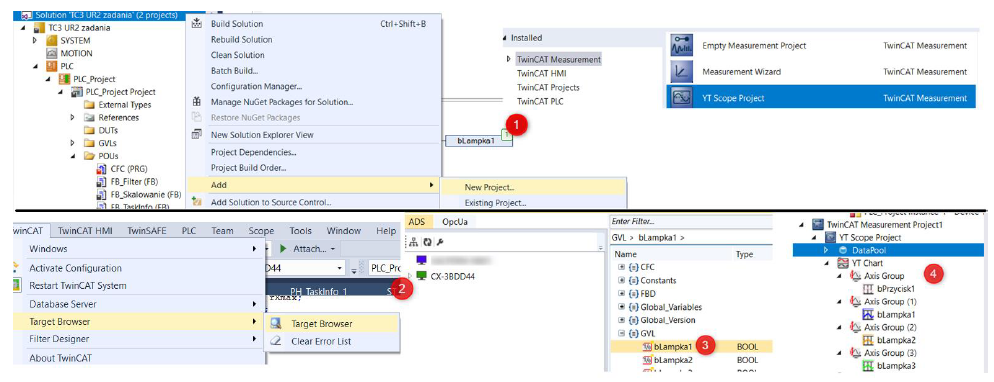 Solution 'TC3 UR2 zadania' (2 projects)
TC3 UR2 zadania
SYSTEM
MOTION
PLC
PLC_Project
PLC_Project Project
External Types
References
DUTs
GVLs
POUs
CFC (PRG)
FB_Filter (FB)
FB_Skalowanie (FB)
FB_TaskInfo (FB)
Build Solution Ctrl+Shift+B
Rebuild Solution
Clean Solution
Batch Build...
Configuration Manager...
Manage NuGet Packages for Solution...
Restore NuGet Packages
New Solution Explorer View
Project Dependencies...
Project Build Order...
Add
Add Solution to Source Control...
New Project...
Existing Project...
1
bLampka1
Installed
TwinCAT Measurement
TwinCAT HMI
TwinCAT Projects
TwinCAT PLC
Empty Measurement Project TwinCAT Measurement
Measurement Wizard TwinCAT Measurement
YT Scope Project TwinCAT Measurement
winCAT TwinCAT HMI TwinSAFE PLC Team Scope Tools Window Help
Windows
Activate Configuration
Restart TwinCAT System
Database Server
Target Browser
Filter Designer
About TwinCAT
Attach...
D44 PLC_Prc
PH_TaskInfo_1 ST
rxmax;
2
Target Browser
Clear Error List
ADS OpcUa
CX-3BDD44
Enter Filter...
GVL > bLampka1 >
Name Type
CFC
Constants
FBD
Global_Variables
Global_Version
GVL
bLampka1 3 BOOL
bLampka2 BOOL
TwinCAT Measurement Project1
YT Scope Project
DataPool
YT Chart
Axis Group
4
bPrzycisk1
Axis Group (1)
bLampka1
Axis Group (2)
bLampka2
Axis Group (3)
bLampka3